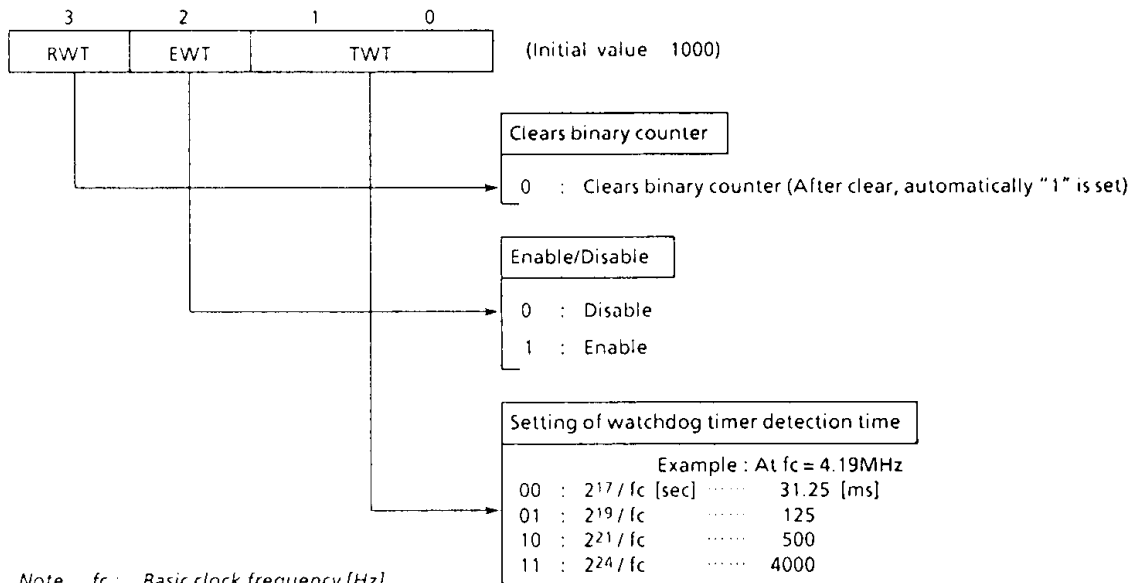 3 2 1 0
RWT EWT TWT (Initial value 1000)
Clears binary counter
0 : Clears binary counter (After clear, automatically "1" is set)
Enable/Disable
0 : Disable
1 : Enable
Setting of watchdog timer detection time
Example : At fc = 4.19MHz
00 : 2¹⁷ / fc [sec] ······ 31.25 [ms]
01 : 2¹⁹ / fc ······ 125
10 : 2²¹ / fc ······ 500
11 : 2²⁴ / fc ······ 4000
Note fc : Basic clock frequency [Hz]